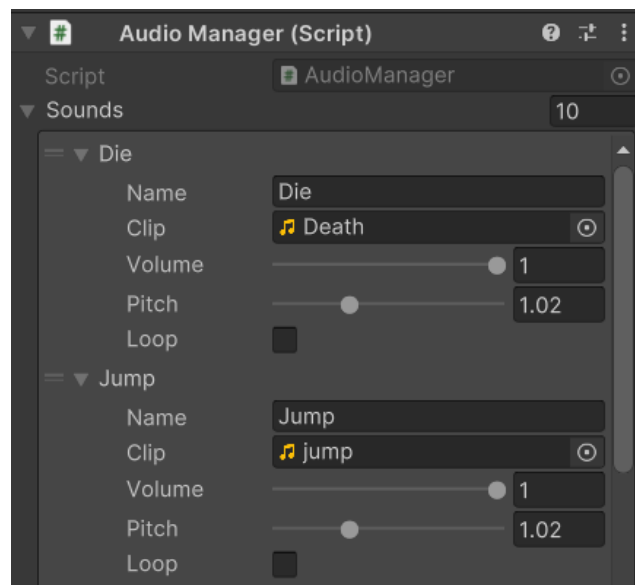 # Audio Manager (Script)
Script # AudioManager
Sounds 10
Die
Name Die
Clip Death
Volume 1
Pitch 1.02
Loop
Jump
Name Jump
Clip jump
Volume 1
Pitch 1.02
Loop